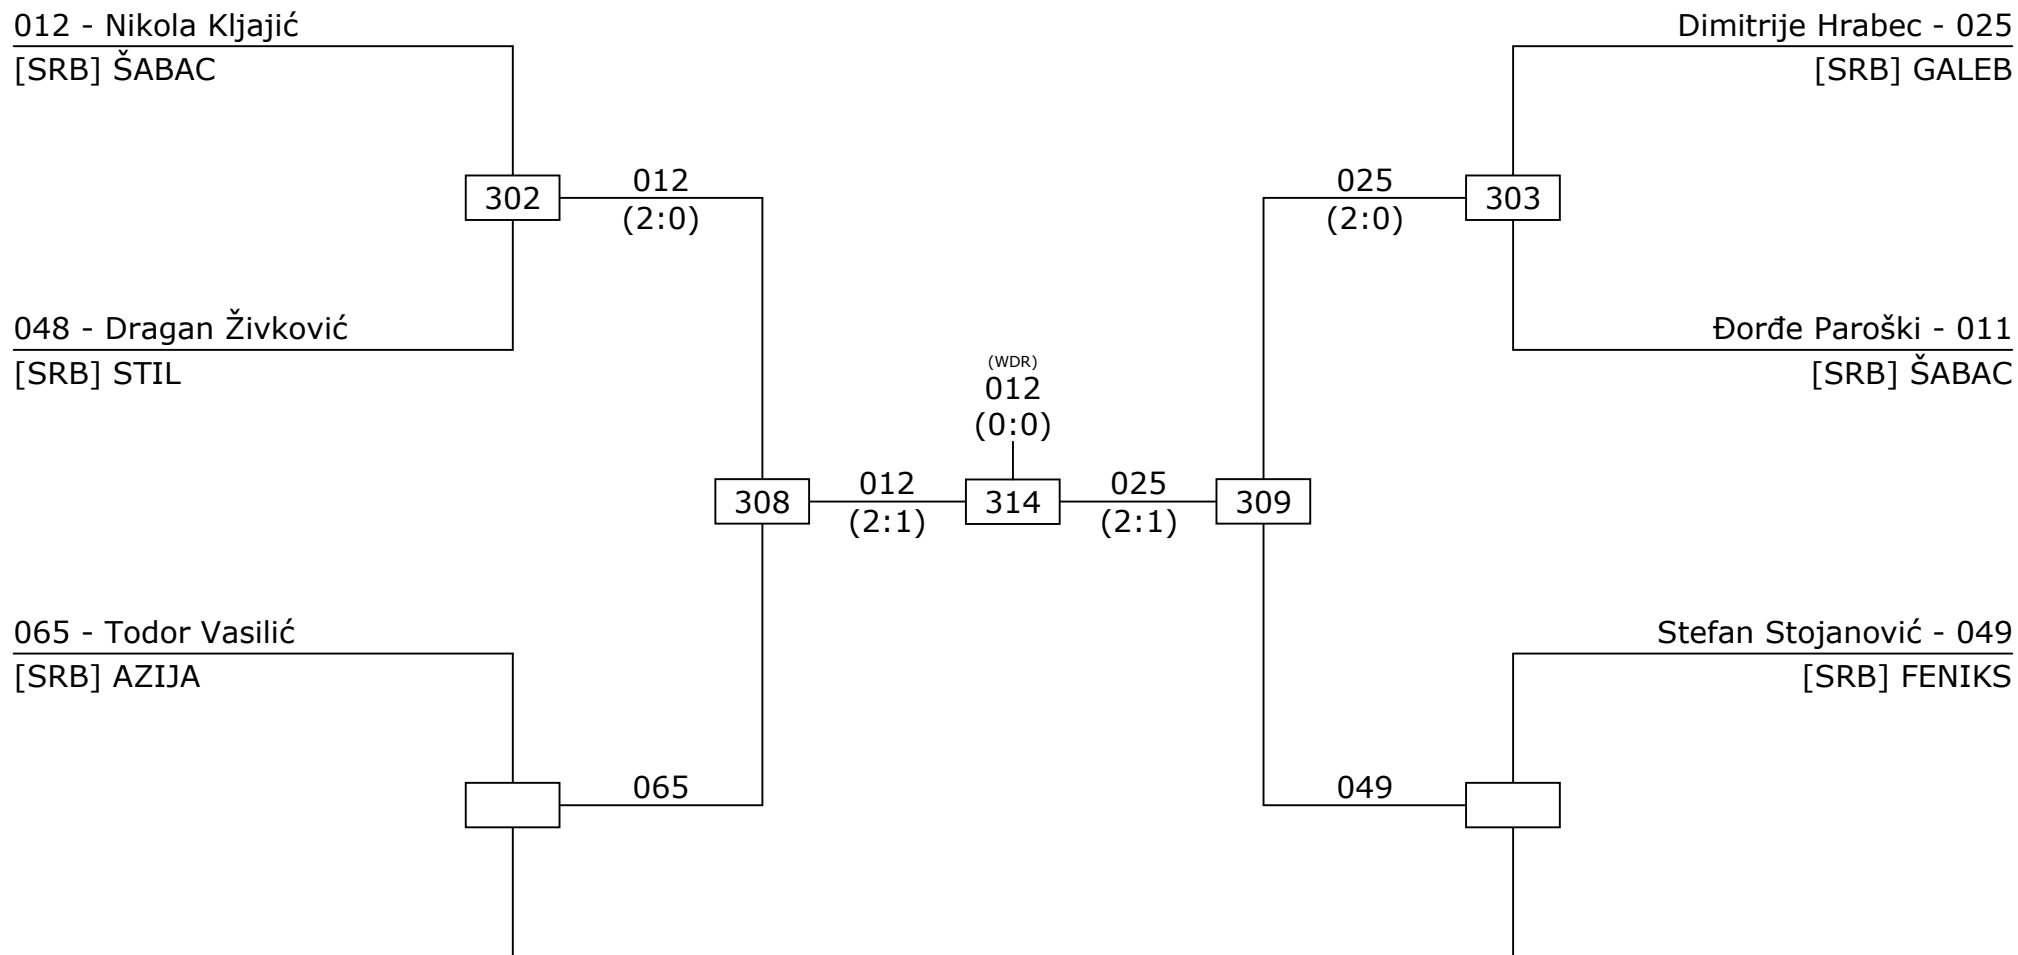 012 - Nikola Kljajić
[SRB] ŠABAC
Dimitrije Hrabec - 025
[SRB] GALEB
302
012
(2:0)
025
(2:0)
303
048 - Dragan Živković
[SRB] STIL
Đorđe Paroški - 011
[SRB] ŠABAC
(WDR)
012
(0:0)
308
012
(2:1)
314
025
(2:1)
309
065 - Todor Vasilić
[SRB] AZIJA
Stefan Stojanović - 049
[SRB] FENIKS
065
049